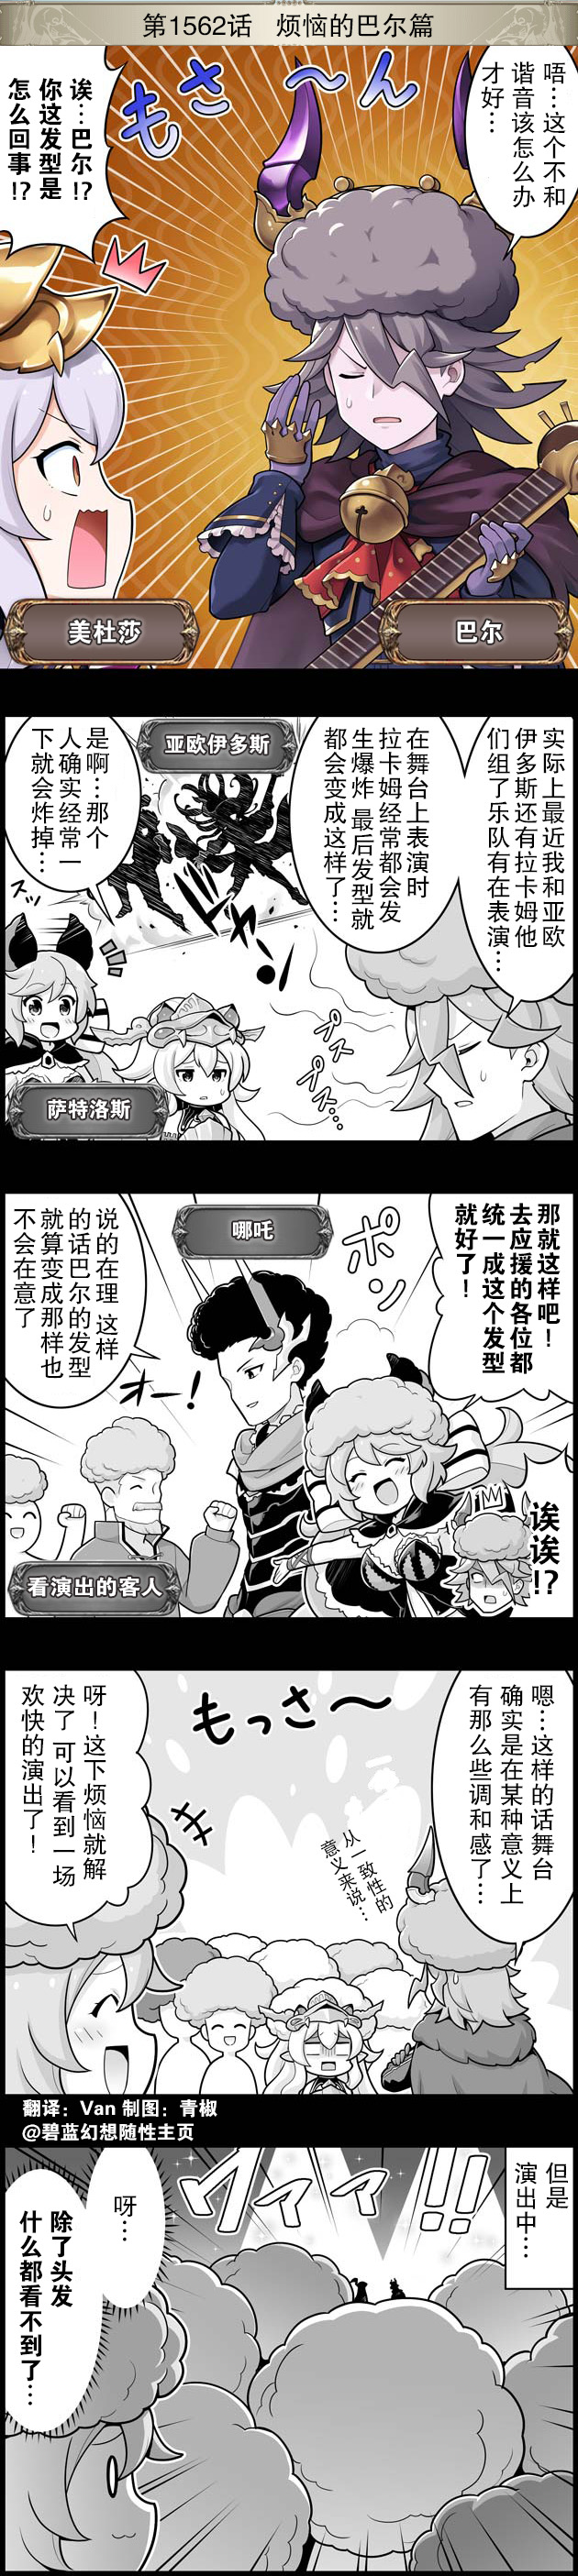 第1562话 烦恼的巴尔篇
唔…这个不和
谐音该怎么办
才好…
もさ〜ん
诶…巴尔!?
你这发型是
怎么回事!?
美杜莎
巴尔
实际上最近我和亚欧
伊多斯还有拉卡姆他
们组了乐队有在表演…
在舞台上表演时
拉卡姆经常都会发
生爆炸 最后发型就
都会变成这样了…
亚欧伊多斯
是啊…那个
人确实经常一
下就会炸掉…
スッ
ドッカーン!
プスプス…
萨特洛斯
那就这样吧！
去应援的各位都
统一成这个发型
就好了！
ポン
哪吒
说的在理 这样
的话巴尔的发型
就算变成那样也
不会在意了
オー!
看演出的客人
诶诶!?
嗯…这样的话舞台
确实是在某种意义上
有那么些调和感了…
もっさ〜
从一致性的
意义来说…
呀！这下烦恼就解
决了 可以看到一场
欢快的演出了！
翻译：Van 制图：青椒
@碧蓝幻想随性主页
但是
演出中…
ワアアア!!
呀…
除了头发
什么都看不到了…